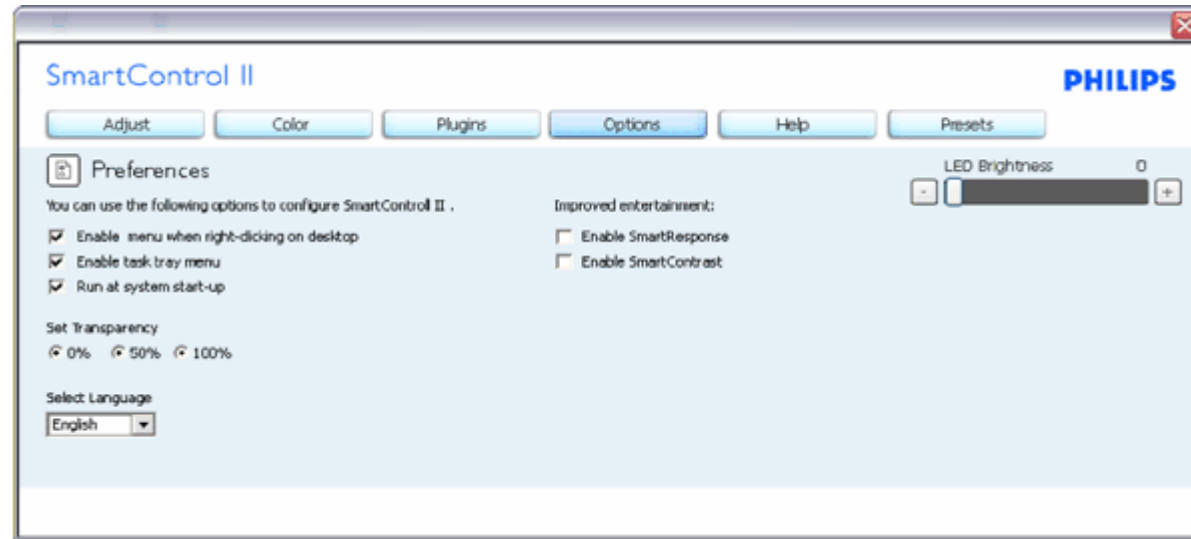 SmartControl II
PHILIPS
Adjust Color Plugins Options Help Presets
Preferences
LED Brightness 0
- +
You can use the following options to configure SmartControl II .
Improved entertainment:
Enable menu when right-clicking on desktop
Enable SmartResponse
Enable task tray menu
Enable SmartContrast
Run at system start-up
Set Transparency
0% 50% 100%
Select Language
English